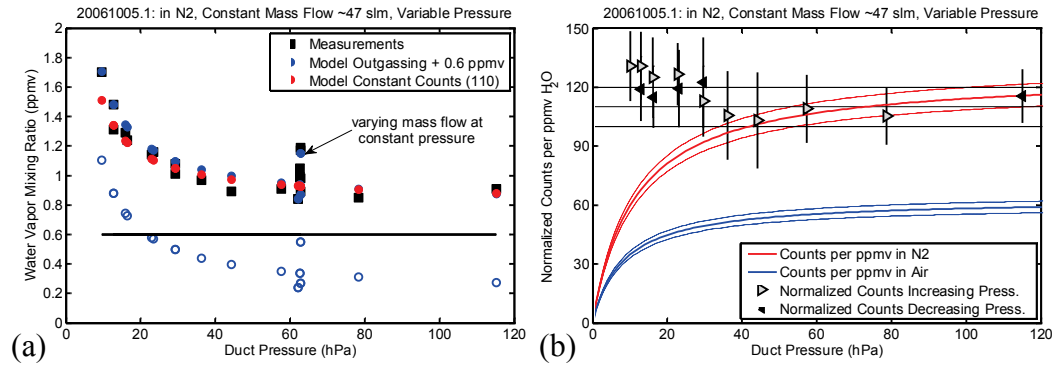 20061005.1: in N2, Constant Mass Flow ~47 slm, Variable Pressure
2
1.8
1.6
1.4
1.2
1
0.8
0.6
0.4
0.2
0
Water Vapor Mixing Ratio (ppmv)
Measurements
Model Outgassing + 0.6 ppmv
Model Constant Counts (110)
varying mass flow at
constant pressure
0 20 40 60 80 100 120
Duct Pressure (hPa)
(a)
20061005.1: in N2, Constant Mass Flow ~47 slm, Variable Pressure
150
120
90
60
30
0
Normalized Counts per ppmv H2O
Counts per ppmv in N2
Counts per ppmv in Air
Normalized Counts Increasing Press.
Normalized Counts Decreasing Press.
0 20 40 60 80 100 120
Duct Pressure (hPa)
(b)